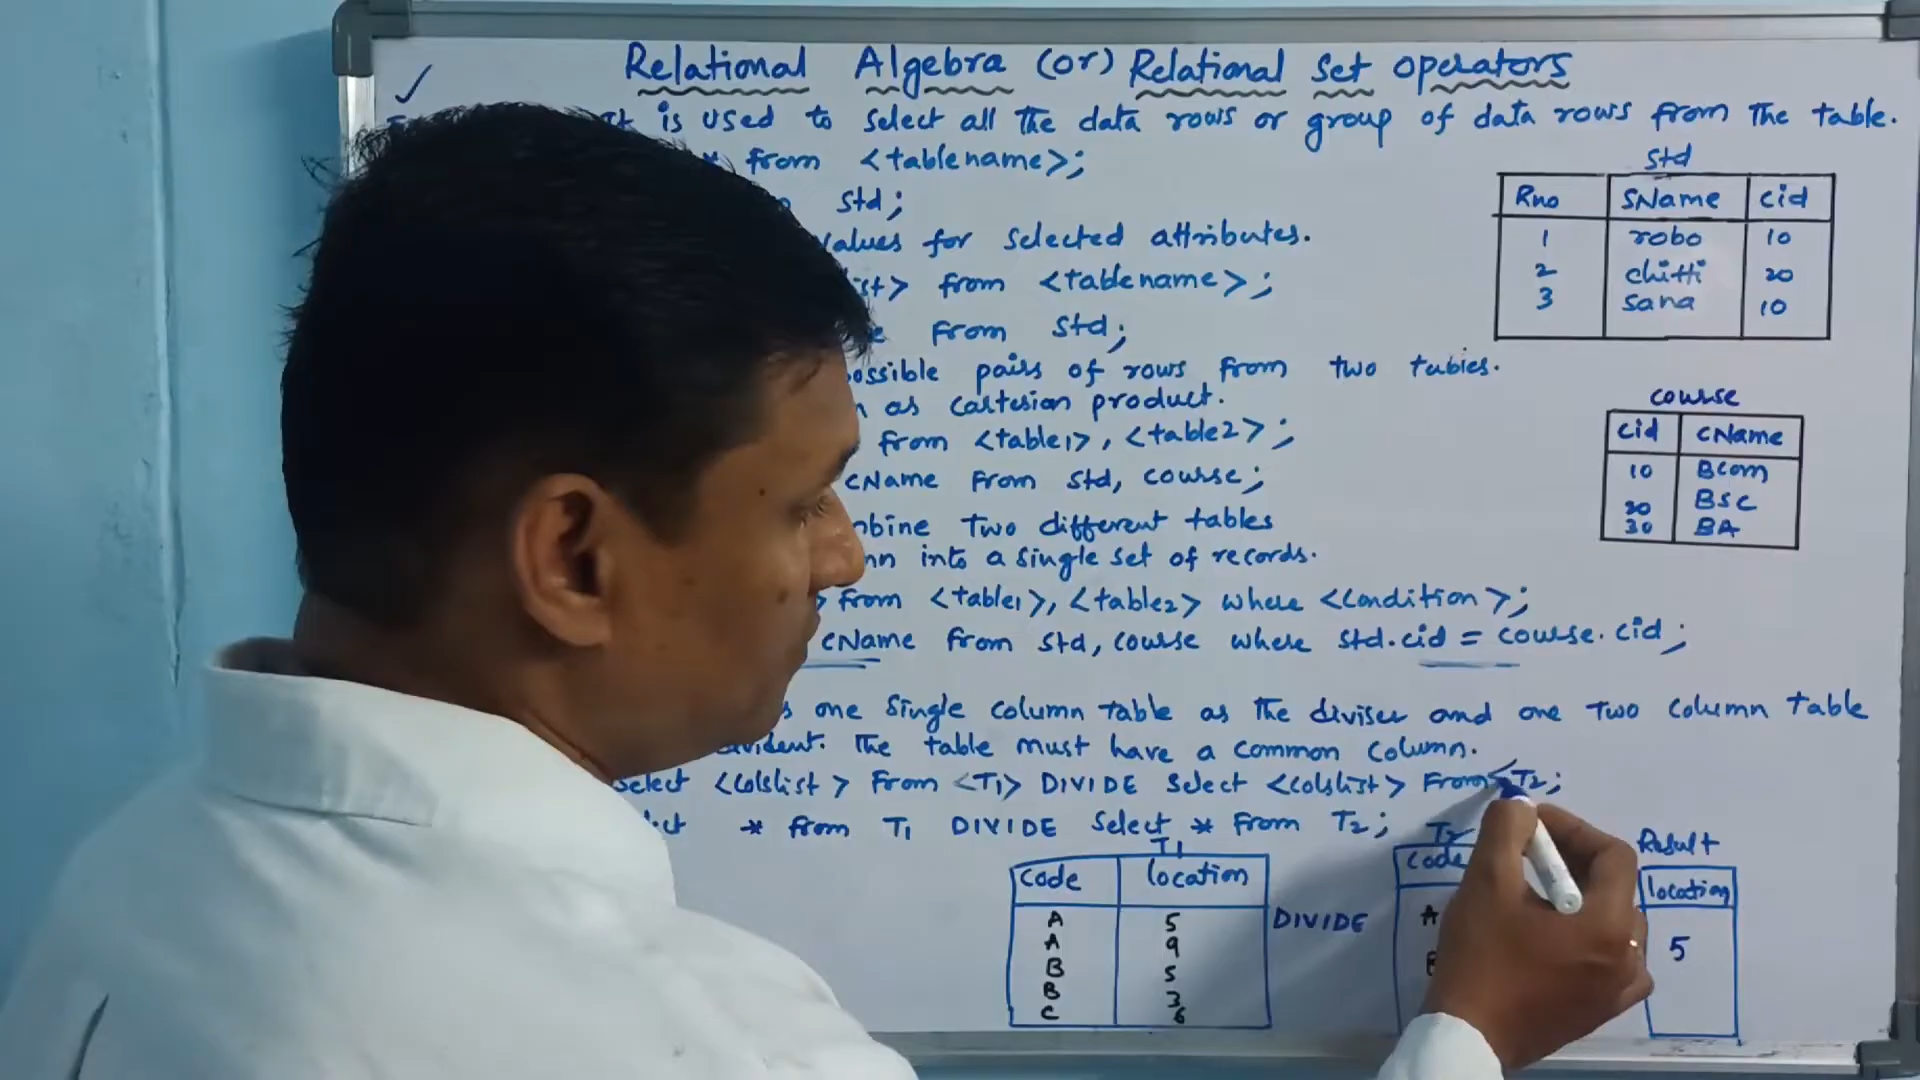 Relational Algebra (or) Relational Set Operators
It is used to select all the data rows or group of data rows from the table.
* from <tablename>;
std;
values for selected attributes.
from <tablename>;
from std;
possible pairs of rows from two tables.
as cartesian product.
from <table1>, <table2>;
cName from std, course;
two different tables
into a single set of records.
from <table1>, <table2> where <condition>;
cName from std, course where std.cid = course.cid;
one single column table as the diviser and one two column table
The table must have a common column.
select <colslist> from <T1> DIVIDE select <colslist> from <T2;
* from T1 DIVIDE select * from T2;
std
Rno SName cid
1 robo 10
2 chitti 20
3 sana 10
course
cid cName
10 Bcom
20 BSC
30 BA
T1
Code location
A 5
A 9
B 5
B 3
C 6
DIVIDE
T2
Code
A
Result
location
5